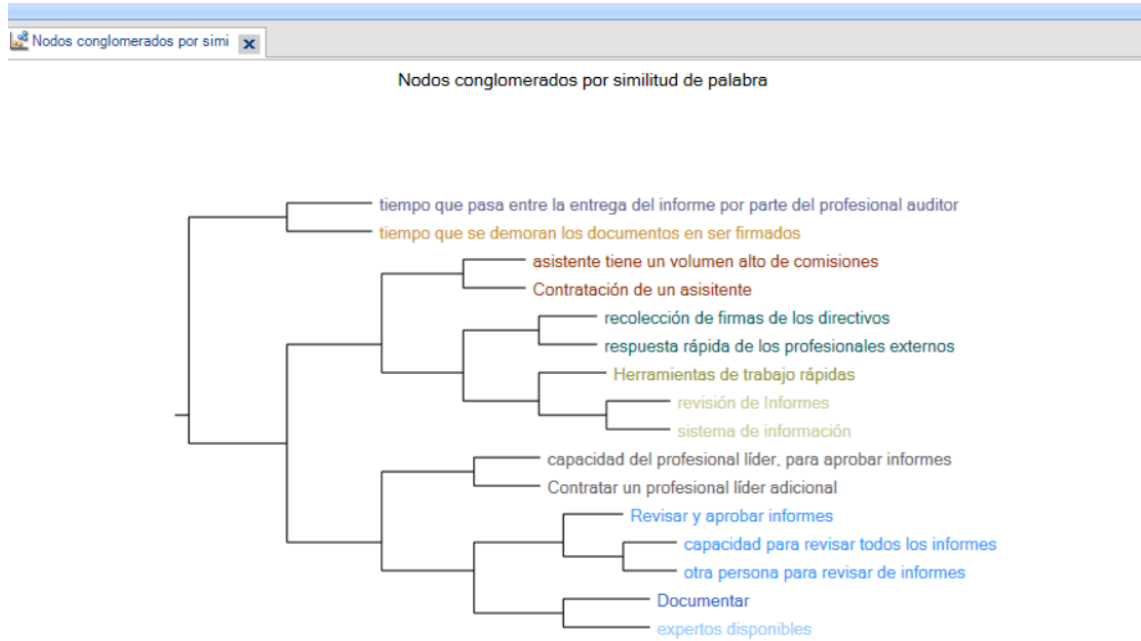 Nodos conglomerados por simi
Nodos conglomerados por similitud de palabra
tiempo que pasa entre la entrega del informe por parte del profesional auditor
tiempo que se demoran los documentos en ser firmados
asistente tiene un volumen alto de comisiones
Contratación de un asisitente
recolección de firmas de los directivos
respuesta rápida de los profesionales externos
Herramientas de trabajo rápidas
revisión de Informes
sistema de información
capacidad del profesional líder, para aprobar informes
Contratar un profesional líder adicional
Revisar y aprobar informes
capacidad para revisar todos los informes
otra persona para revisar de informes
Documentar
expertos disponibles